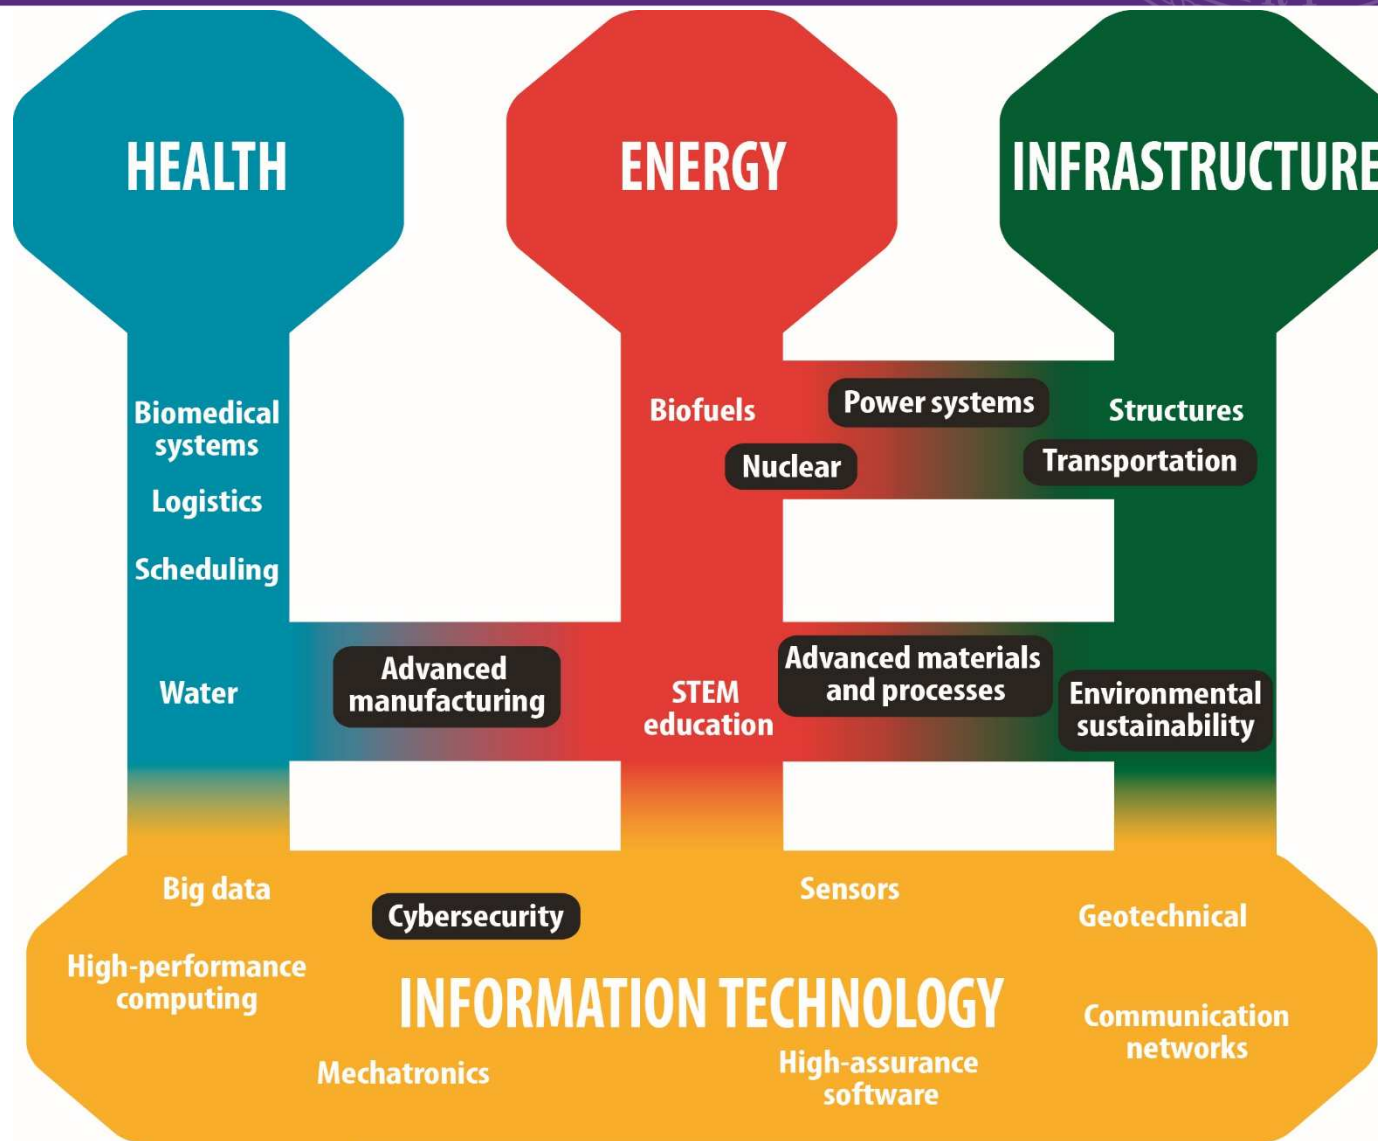 HEALTH
ENERGY
INFRASTRUCTURE
Biomedical
systems
Logistics
Scheduling
Water
Biofuels
Power systems
Nuclear
Structures
Transportation
Advanced
manufacturing
STEM
education
Advanced materials
and processes
Environmental
sustainability
Big data
Cybersecurity
Sensors
Geotechnical
High-performance
computing
INFORMATION TECHNOLOGY
Communication
networks
Mechatronics
High-assurance
software